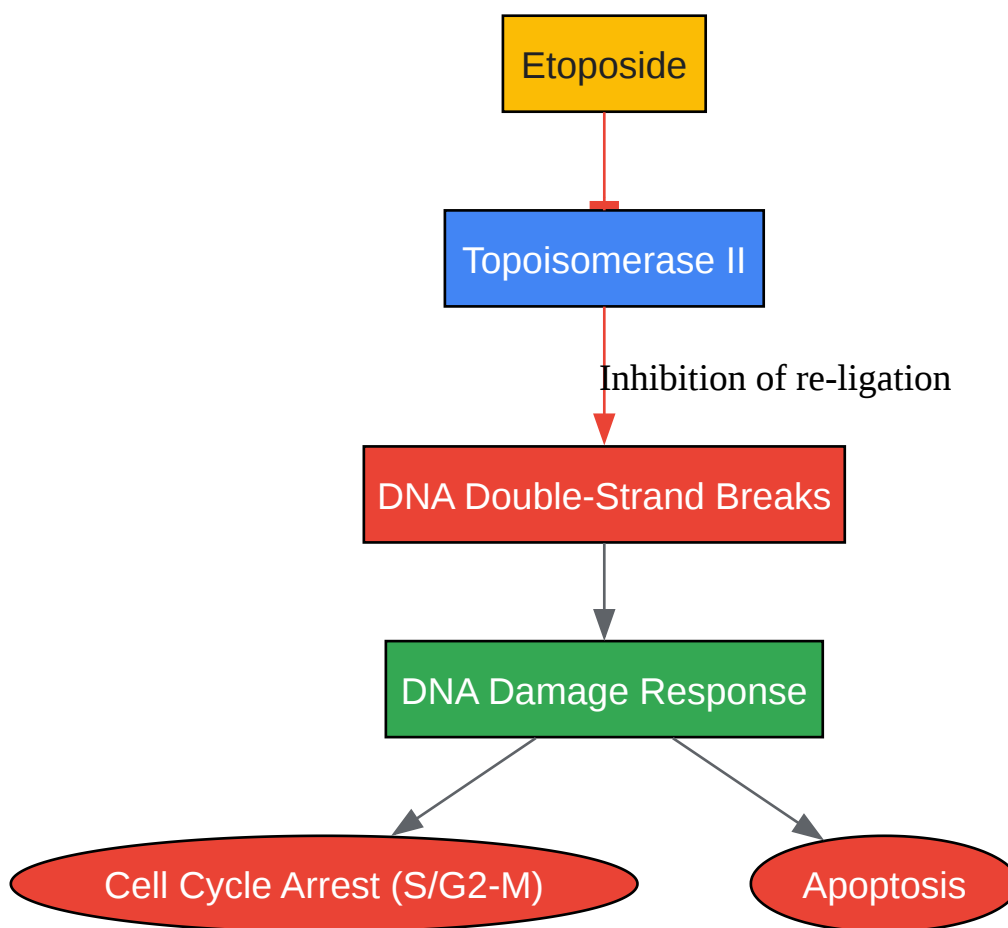 Etoposide
Topoisomerase II
Inhibition of re-ligation
DNA Double-Strand Breaks
DNA Damage Response
Cell Cycle Arrest (S/G2-M)
Apoptosis